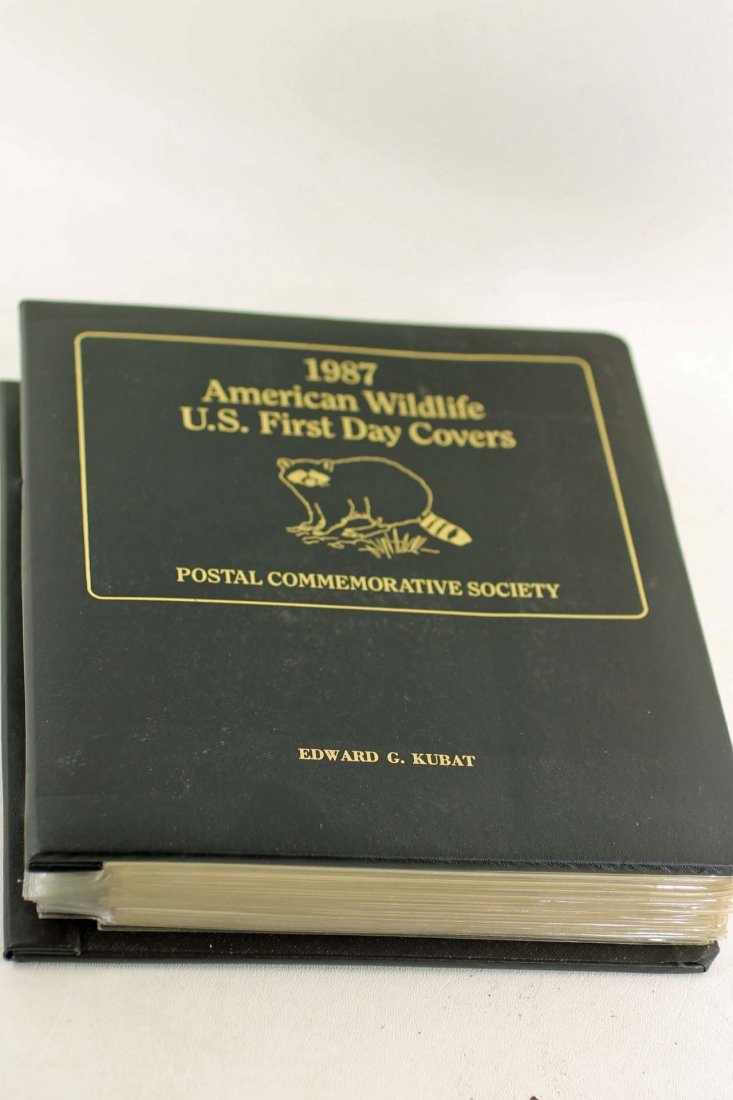 1987
American Wildlife
U.S. First Day Covers
POSTAL COMMEMORATIVE SOCIETY
EDWARD G. KUBAT